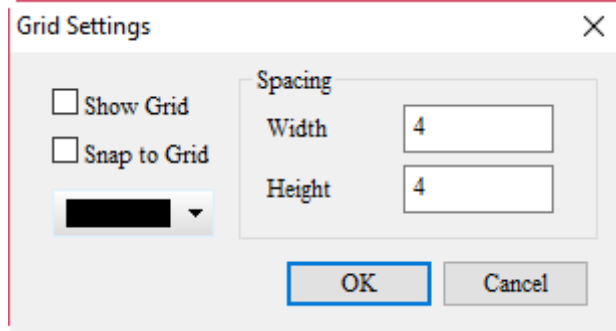 Grid Settings
Spacing
Show Grid
Width 4
Snap to Grid
Height 4
OK Cancel